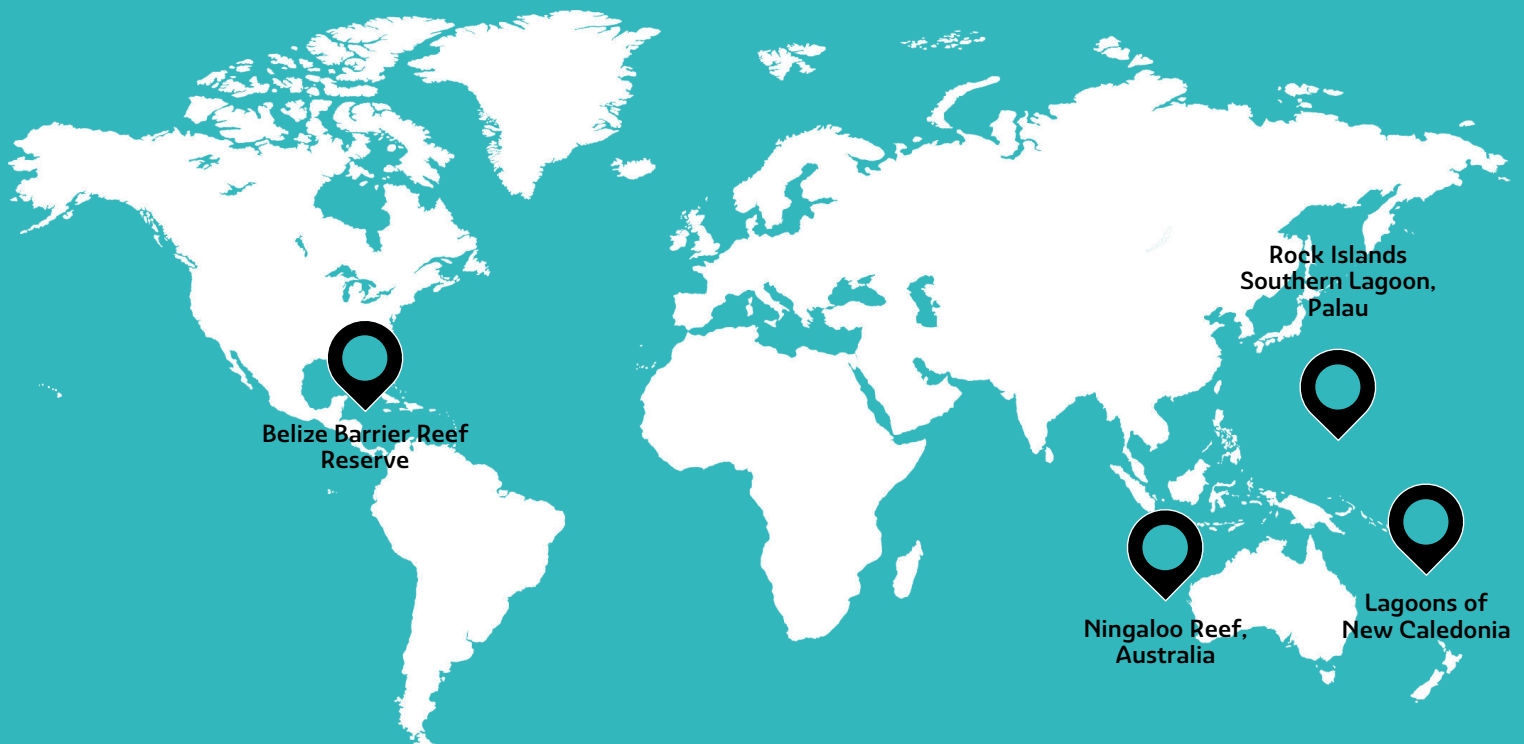 Rock Islands
Southern Lagoon,
Palau
Belize Barrier Reef
Reserve
Lagoons of
New Caledonia
Ningaloo Reef,
Australia